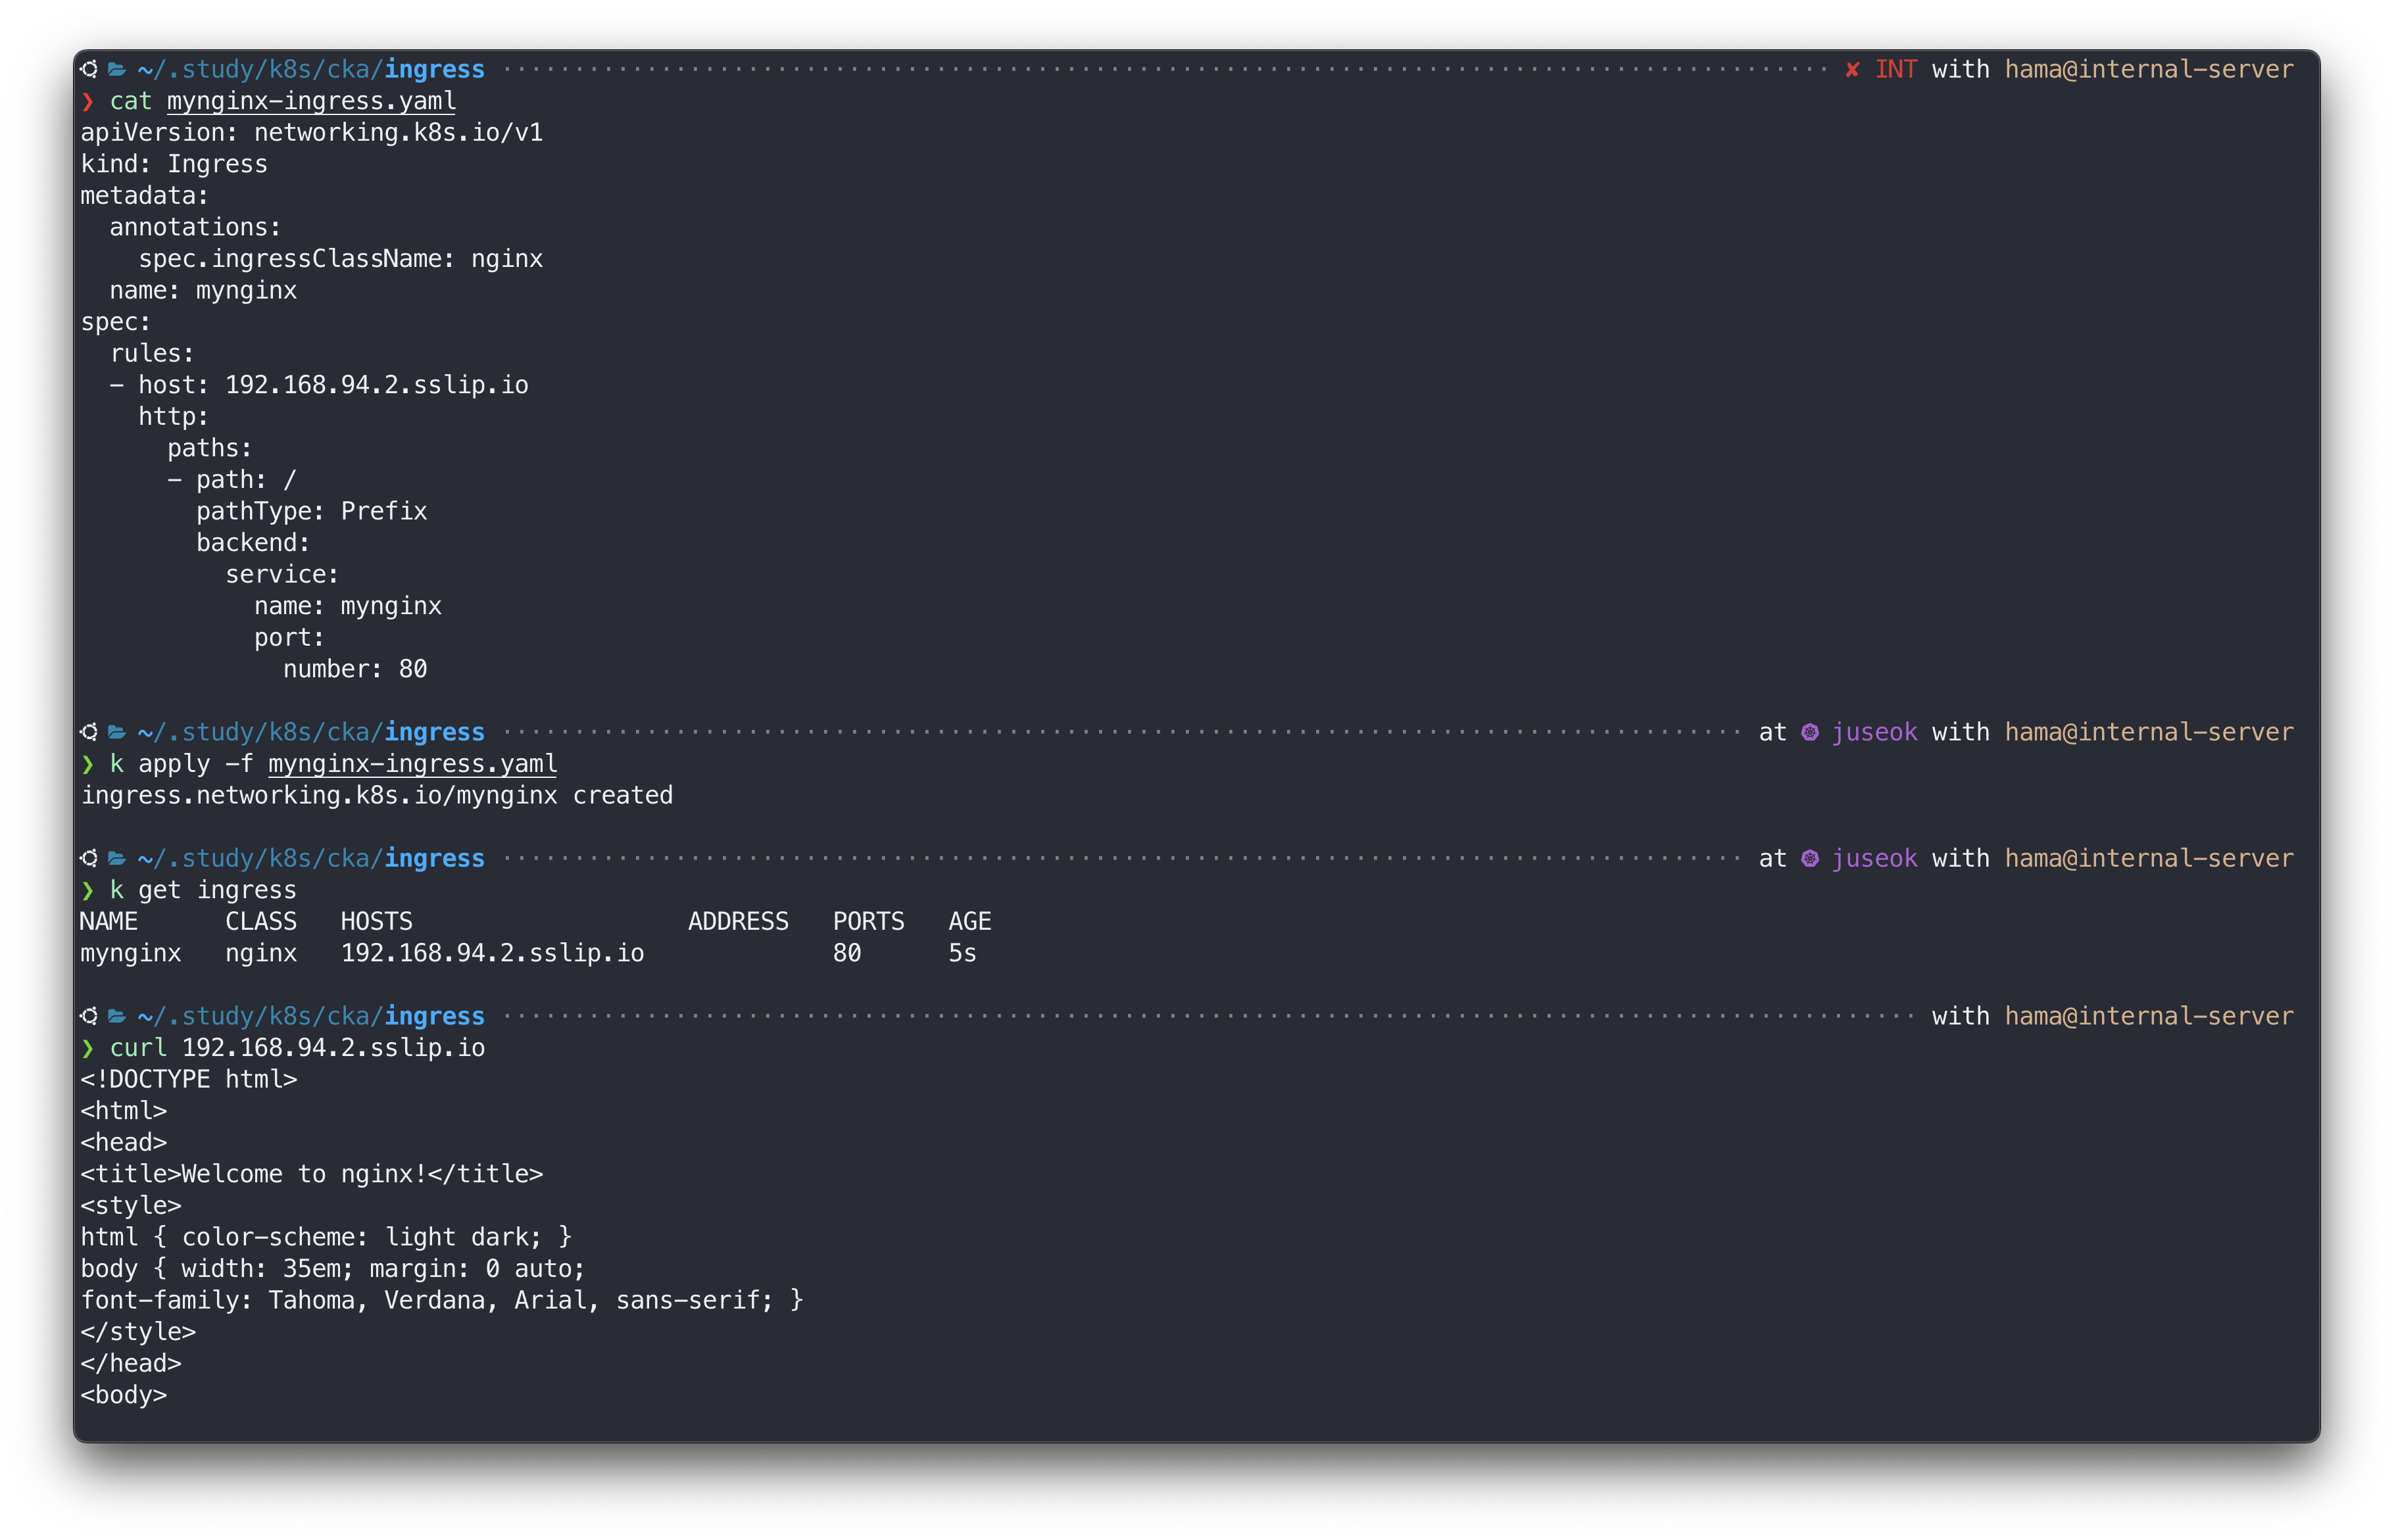 ~/.study/k8s/cka/ingress ✘ INT with hama@internal-server
❯ cat mynginx-ingress.yaml
apiVersion: networking.k8s.io/v1
kind: Ingress
metadata:
  annotations:
    spec.ingressClassName: nginx
  name: mynginx
spec:
  rules:
  - host: 192.168.94.2.sslip.io
    http:
      paths:
      - path: /
        pathType: Prefix
        backend:
          service:
            name: mynginx
            port:
              number: 80
~/.study/k8s/cka/ingress at juseok with hama@internal-server
❯ k apply -f mynginx-ingress.yaml
ingress.networking.k8s.io/mynginx created
~/.study/k8s/cka/ingress at juseok with hama@internal-server
❯ k get ingress
NAME      CLASS   HOSTS                   ADDRESS   PORTS   AGE
mynginx   nginx   192.168.94.2.sslip.io             80      5s
~/.study/k8s/cka/ingress with hama@internal-server
❯ curl 192.168.94.2.sslip.io
<!DOCTYPE html>
<html>
<head>
<title>Welcome to nginx!</title>
<style>
html { color-scheme: light dark; }
body { width: 35em; margin: 0 auto;
font-family: Tahoma, Verdana, Arial, sans-serif; }
</style>
</head>
<body>